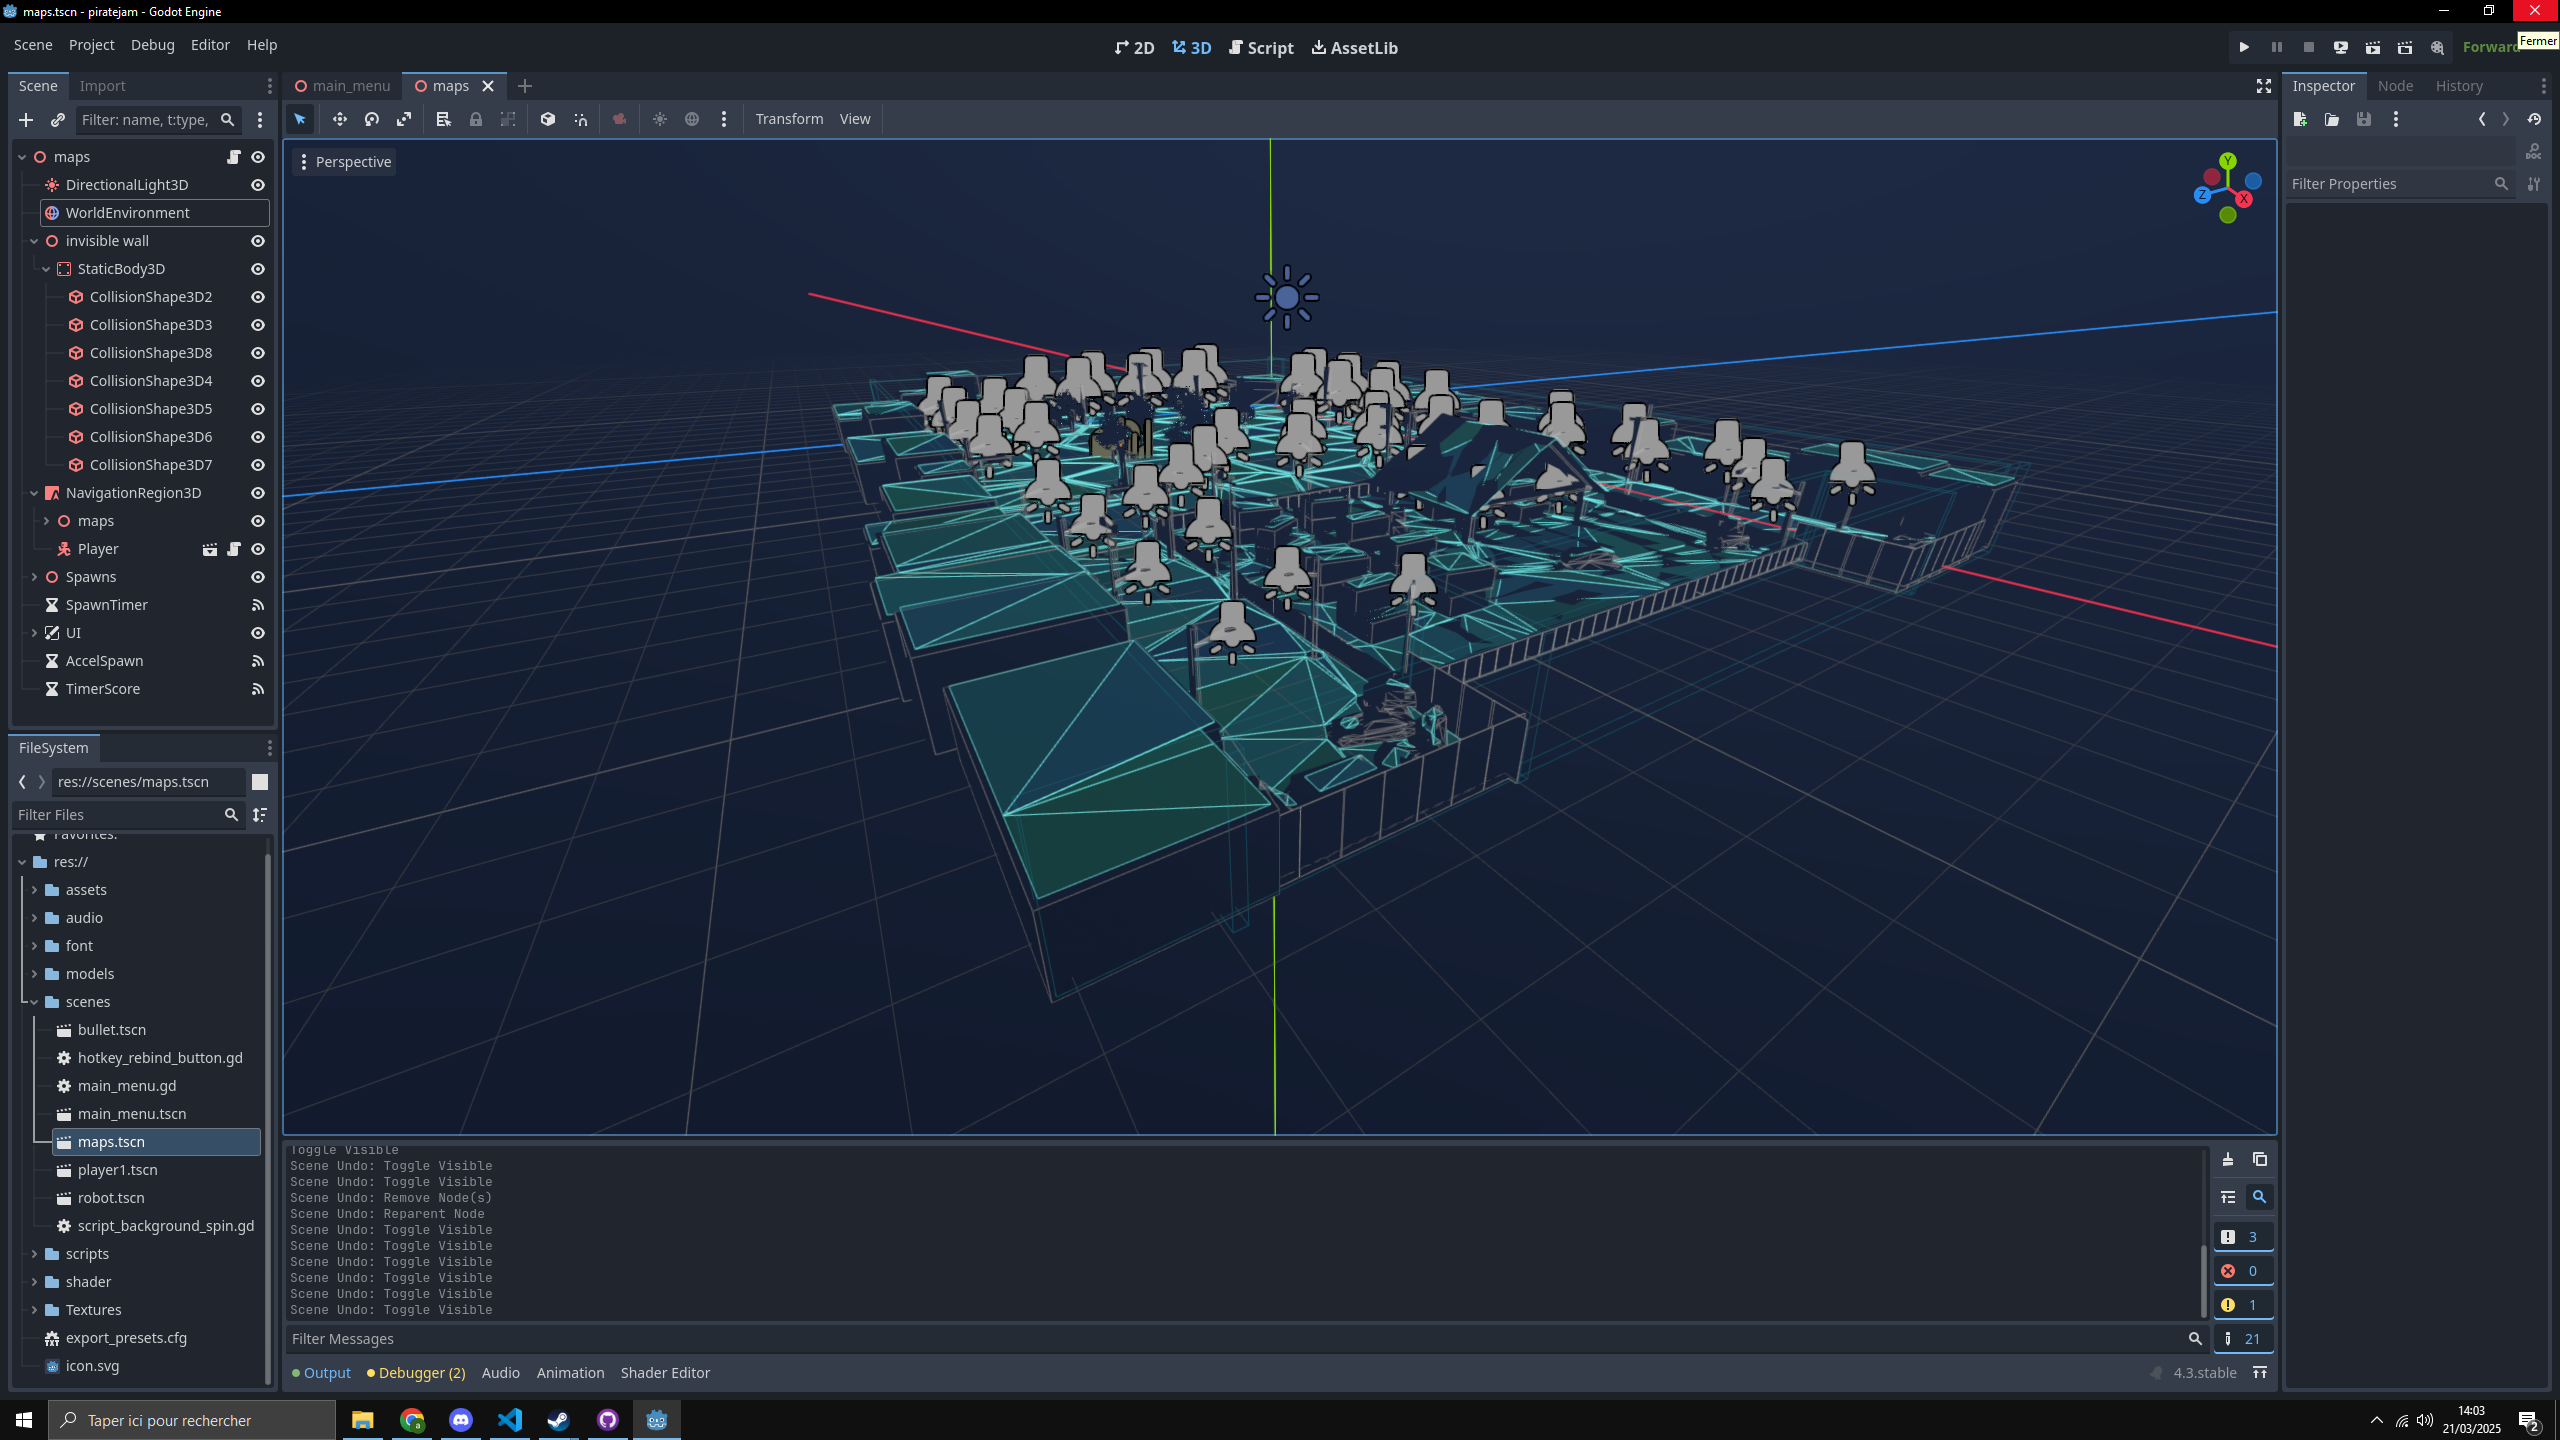 maps.tscn - piratejam - Godot Engine
Fermer
Scene Project Debug Editor Help
2D 3D Script AssetLib
Forward
Scene Import
main_menu maps
Inspector Node History
Filter: name, t:type,
Transform View
Perspective
Y
Z
X
Filter Properties
maps
DirectionalLight3D
WorldEnvironment
invisible wall
StaticBody3D
CollisionShape3D2
CollisionShape3D3
CollisionShape3D8
CollisionShape3D4
CollisionShape3D5
CollisionShape3D6
CollisionShape3D7
NavigationRegion3D
maps
Player
Spawns
SpawnTimer
UI
AccelSpawn
TimerScore
FileSystem
res://scenes/maps.tscn
Filter Files
Favorites:
res://
assets
audio
font
models
scenes
bullet.tscn
hotkey_rebind_button.gd
main_menu.gd
main_menu.tscn
maps.tscn
player1.tscn
robot.tscn
script_background_spin.gd
scripts
shader
Textures
export_presets.cfg
icon.svg
Toggle Visible
Scene Undo: Toggle Visible
Scene Undo: Toggle Visible
Scene Undo: Remove Node(s)
Scene Undo: Reparent Node
Scene Undo: Toggle Visible
Scene Undo: Toggle Visible
Scene Undo: Toggle Visible
Scene Undo: Toggle Visible
Scene Undo: Toggle Visible
Scene Undo: Toggle Visible
3
0
1
21
Filter Messages
Output Debugger (2) Audio Animation Shader Editor
4.3.stable
Taper ici pour rechercher
14:03
21/03/2025
2